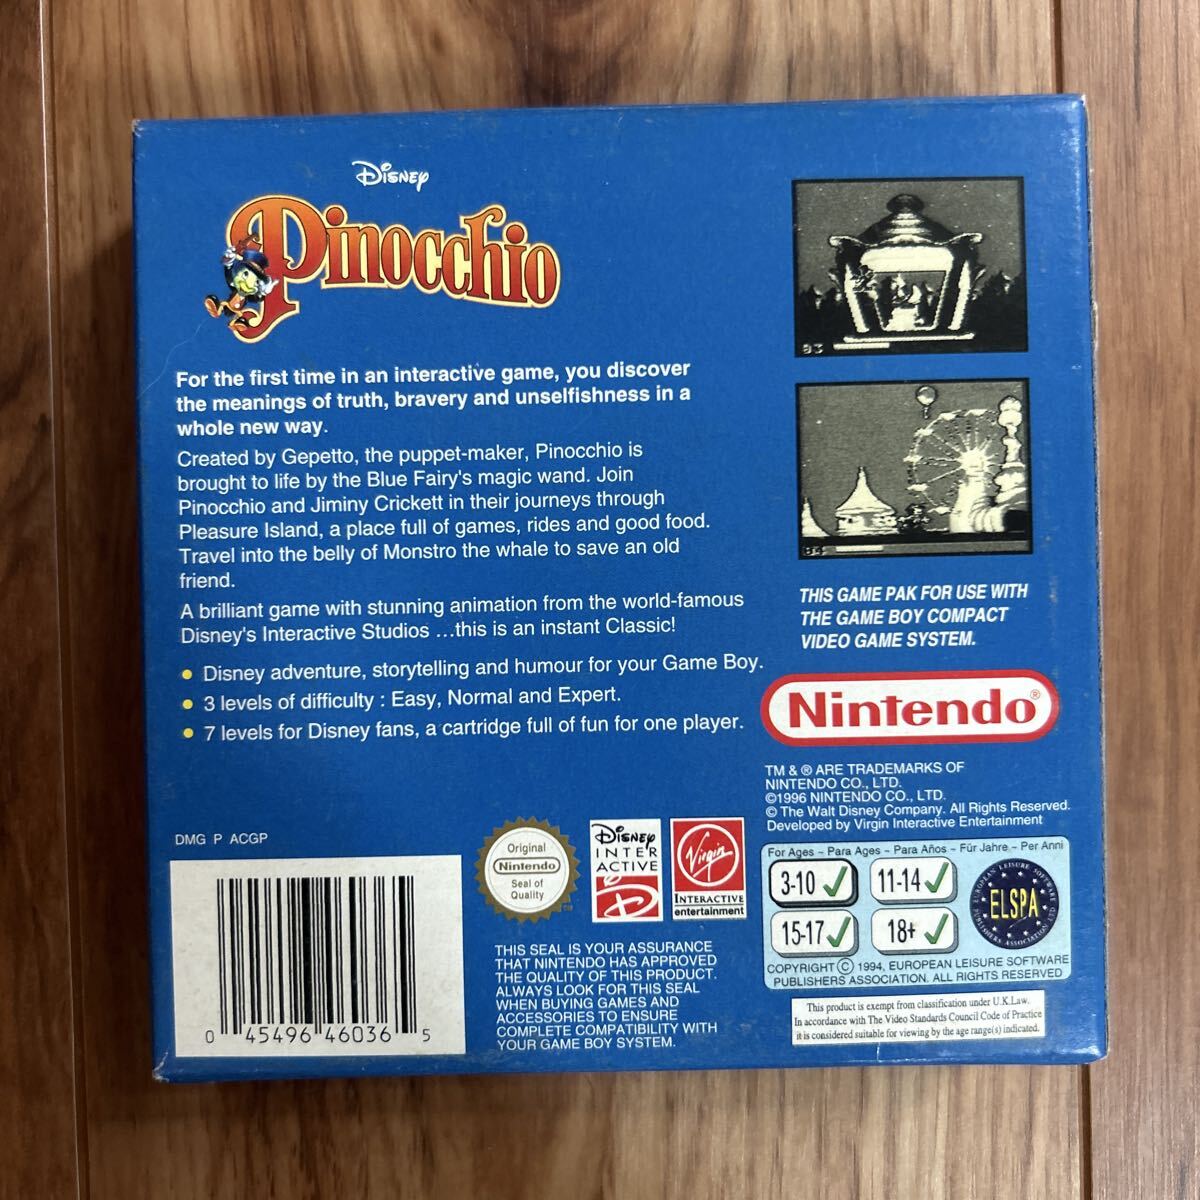 Disney
Pinocchio
For the first time in an interactive game, you discover
the meanings of truth, bravery and unselfishness in a
whole new way.
Created by Gepetto, the puppet-maker, Pinocchio is
brought to life by the Blue Fairy's magic wand. Join
Pinocchio and Jiminy Crickett in their journeys through
Pleasure Island, a place full of games, rides and good food.
Travel into the belly of Monstro the whale to save an old
friend.
A brilliant game with stunning animation from the world-famous
Disney's Interactive Studios ...this is an instant Classic!
• Disney adventure, storytelling and humour for your Game Boy.
• 3 levels of difficulty : Easy, Normal and Expert.
• 7 levels for Disney fans, a cartridge full of fun for one player.
DMG P ACGP
0 45496 46036 5
Original
Nintendo
Seal of
Quality
TM
DISNEY
INTER
ACTIVE
D
Virgin
INTERACTIVE
entertainment
THIS SEAL IS YOUR ASSURANCE
THAT NINTENDO HAS APPROVED
THE QUALITY OF THIS PRODUCT.
ALWAYS LOOK FOR THIS SEAL
WHEN BUYING GAMES AND
ACCESSORIES TO ENSURE
COMPLETE COMPATIBILITY WITH
YOUR GAME BOY SYSTEM.
03
04
THIS GAME PAK FOR USE WITH
THE GAME BOY COMPACT
VIDEO GAME SYSTEM.
Nintendo®
TM & ® ARE TRADEMARKS OF
NINTENDO CO., LTD.
©1996 NINTENDO CO., LTD.
© The Walt Disney Company. All Rights Reserved.
Developed by Virgin Interactive Entertainment
For Ages ~ Para Ages ~ Para Años ~ Für Jahre ~ Per Anni
3-10 ✓ 11-14 ✓
15-17 ✓ 18+ ✓
EUROPEAN LEISURE SOFTWARE
ELSPA
PUBLISHERS ASSOCIATION LTD
COPYRIGHT © 1994, EUROPEAN LEISURE SOFTWARE
PUBLISHERS ASSOCIATION. ALL RIGHTS RESERVED
This product is exempt from classification under U.K.Law.
In accordance with The Video Standards Council Code of Practice
it is considered suitable for viewing by the age range(s) indicated.